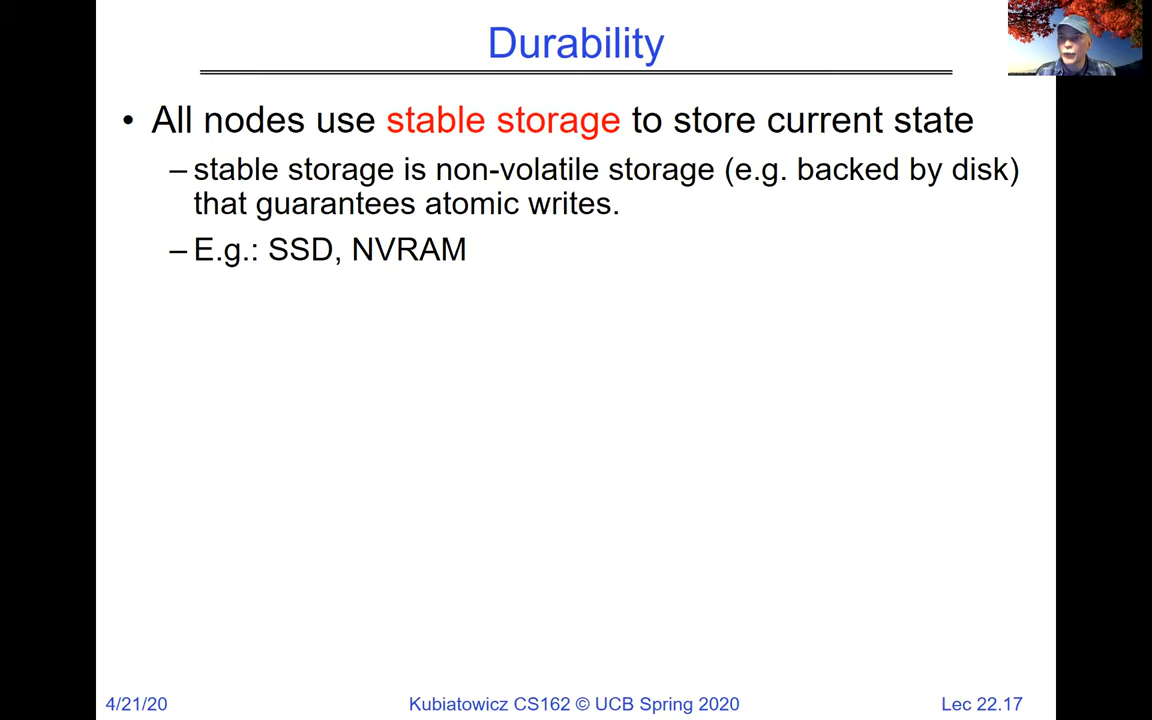 Durability
• All nodes use stable storage to store current state
– stable storage is non-volatile storage (e.g. backed by disk)
that guarantees atomic writes.
– E.g.: SSD, NVRAM
4/21/20
Kubiatowicz CS162 © UCB Spring 2020
Lec 22.17